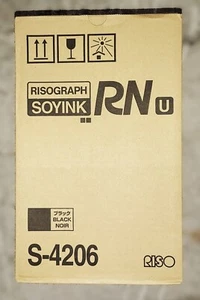 RISOGRAPH
SOYINK
RN U
ブラック
BLACK
NOIR
S-4206
RISO